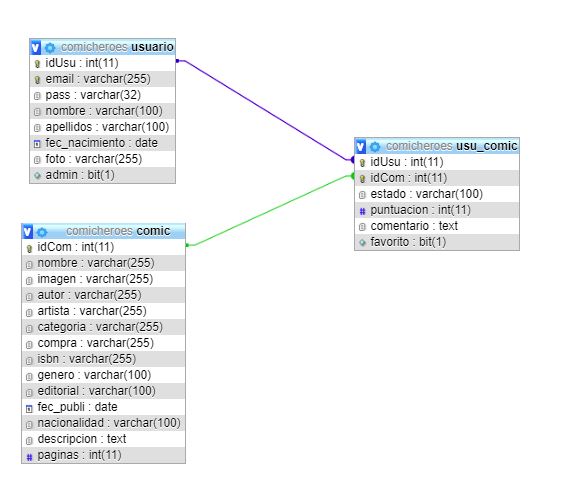 comicheroes usuario
idUsu : int(11)
email : varchar(255)
pass : varchar(32)
nombre : varchar(100)
apellidos : varchar(100)
fec_nacimiento : date
foto : varchar(255)
admin : bit(1)
comicheroes usu_comic
idUsu : int(11)
idCom : int(11)
estado : varchar(100)
puntuacion : int(11)
comentario : text
favorito : bit(1)
comicheroes comic
idCom : int(11)
nombre : varchar(255)
imagen : varchar(255)
autor : varchar(255)
artista : varchar(255)
categoria : varchar(255)
compra : varchar(255)
isbn : varchar(255)
genero : varchar(100)
editorial : varchar(100)
fec_publi : date
nacionalidad : varchar(100)
descripcion : text
paginas : int(11)